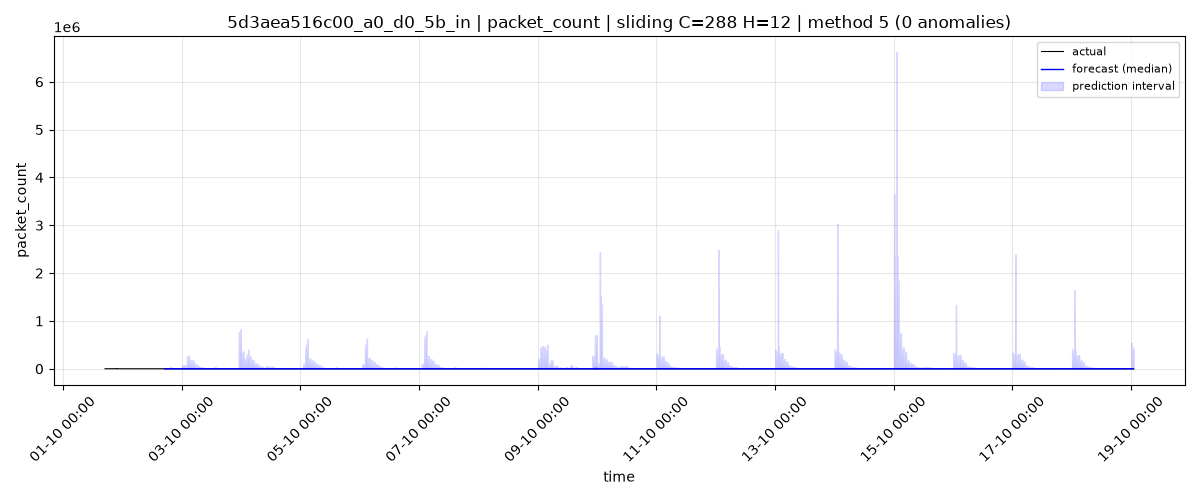 5d3aea516c00_a0_d0_5b_in | packet_count | sliding C=288 H=12 | method 5 (0 anomalies)
1e6
actual
forecast (median)
prediction interval
6
5
4
3
2
1
0
packet_count
01-10 00:00
03-10 00:00
05-10 00:00
07-10 00:00
09-10 00:00
11-10 00:00
13-10 00:00
15-10 00:00
17-10 00:00
19-10 00:00
time